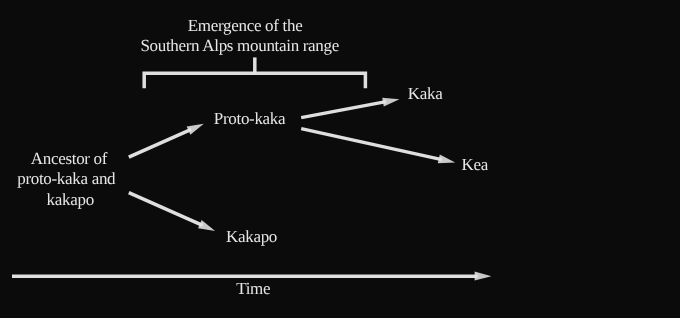 Emergence of the
Southern Alps mountain range
Kaka
Proto-kaka
Ancestor of
proto-kaka and
kakapo
Kea
Kakapo
Time